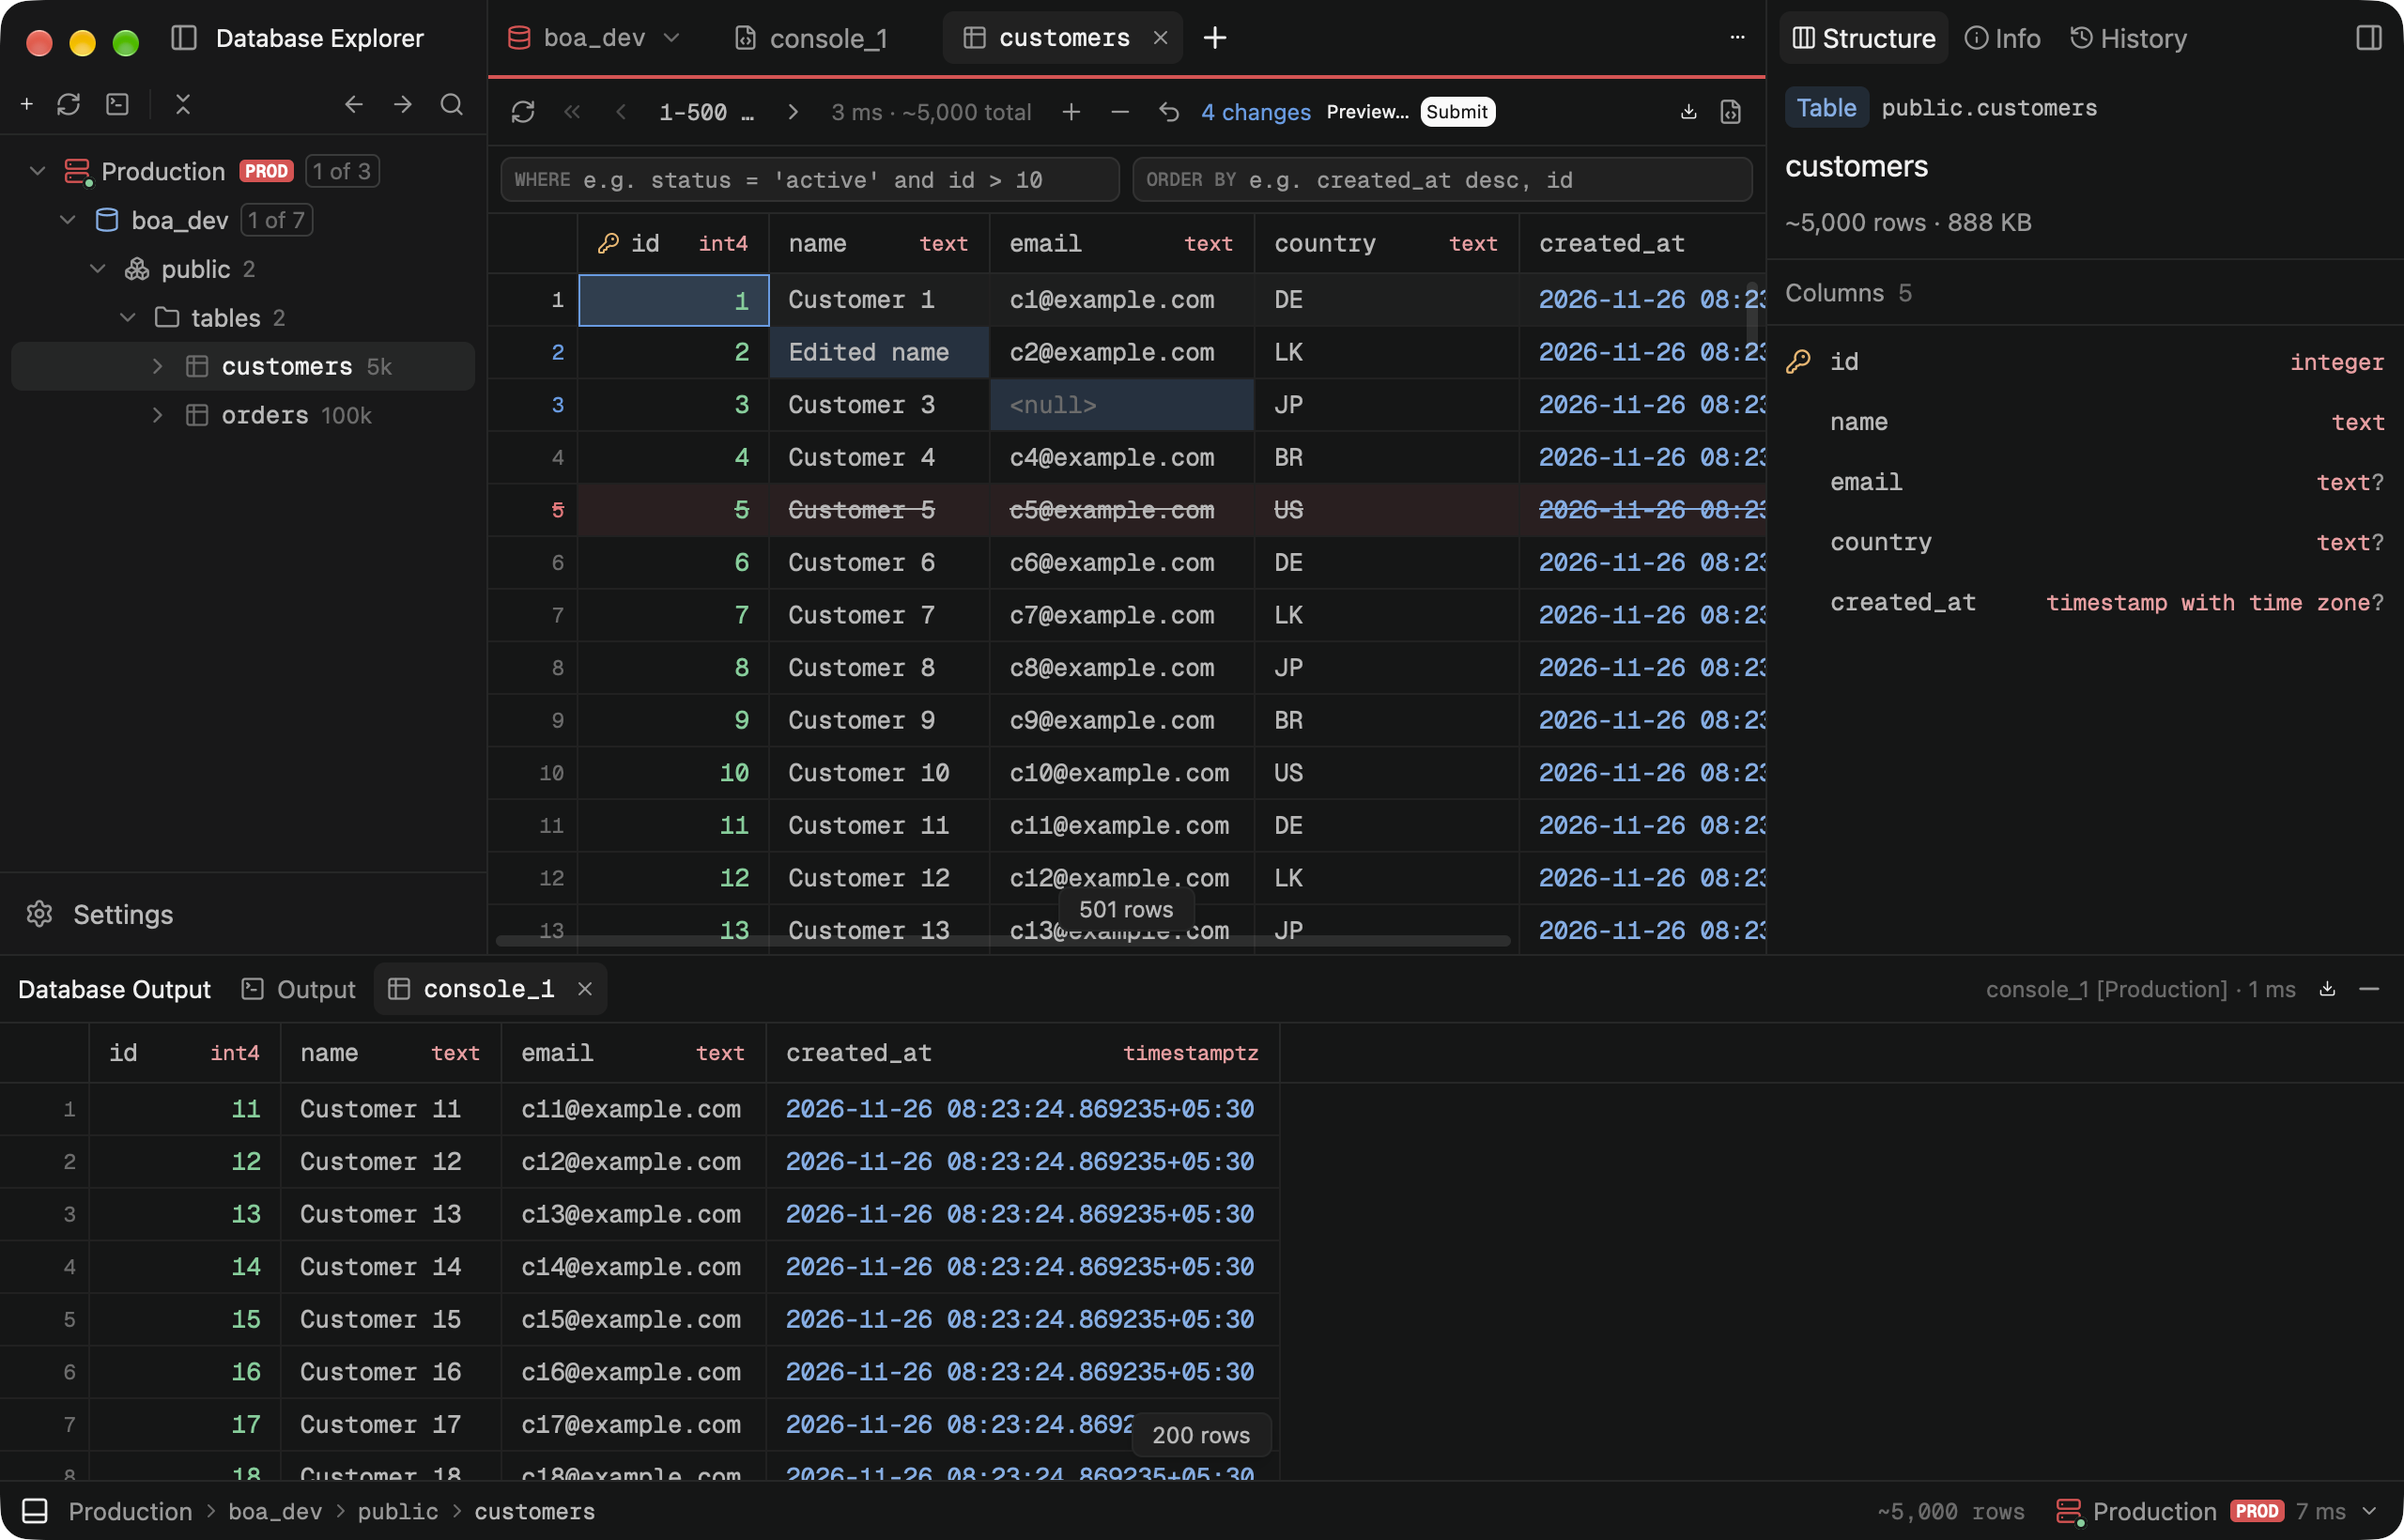 Database Explorer
Production PROD 1 of 3
boa_dev 1 of 7
public 2
tables 2
customers 5k
orders 100k
Settings
boa_dev console_1 customers
1-500 … 3 ms · ~5,000 total 4 changes Preview... Submit
WHERE e.g. status = 'active' and id > 10 ORDER BY e.g. created_at desc, id
id int4 name text email text country text created_at
1 1 Customer 1 c1@example.com DE 2026-11-26 08:23
2 2 Edited name c2@example.com LK 2026-11-26 08:23
3 3 Customer 3 <null> JP 2026-11-26 08:23
4 4 Customer 4 c4@example.com BR 2026-11-26 08:23
5 5 Customer 5 c5@example.com US 2026-11-26 08:23
6 6 Customer 6 c6@example.com DE 2026-11-26 08:23
7 7 Customer 7 c7@example.com LK 2026-11-26 08:23
8 8 Customer 8 c8@example.com JP 2026-11-26 08:23
9 9 Customer 9 c9@example.com BR 2026-11-26 08:23
10 10 Customer 10 c10@example.com US 2026-11-26 08:23
11 11 Customer 11 c11@example.com DE 2026-11-26 08:23
12 12 Customer 12 c12@example.com LK 2026-11-26 08:23
501 rows
13 13 Customer 13 c13@example.com JP 2026-11-26 08:23
Structure Info History
Table public.customers
customers
~5,000 rows · 888 KB
Columns 5
id integer
name text
email text?
country text?
created_at timestamp with time zone?
Database Output Output console_1 console_1 [Production] · 1 ms
id int4 name text email text created_at timestamptz
1 11 Customer 11 c11@example.com 2026-11-26 08:23:24.869235+05:30
2 12 Customer 12 c12@example.com 2026-11-26 08:23:24.869235+05:30
3 13 Customer 13 c13@example.com 2026-11-26 08:23:24.869235+05:30
4 14 Customer 14 c14@example.com 2026-11-26 08:23:24.869235+05:30
5 15 Customer 15 c15@example.com 2026-11-26 08:23:24.869235+05:30
6 16 Customer 16 c16@example.com 2026-11-26 08:23:24.869235+05:30
7 17 Customer 17 c17@example.com 2026-11-26 08:23:24.8692
200 rows
8 18 Customer 18 c18@example.com 2026-11-26 08:23:24.869235+05:30
Production > boa_dev > public > customers ~5,000 rows Production PROD 7 ms